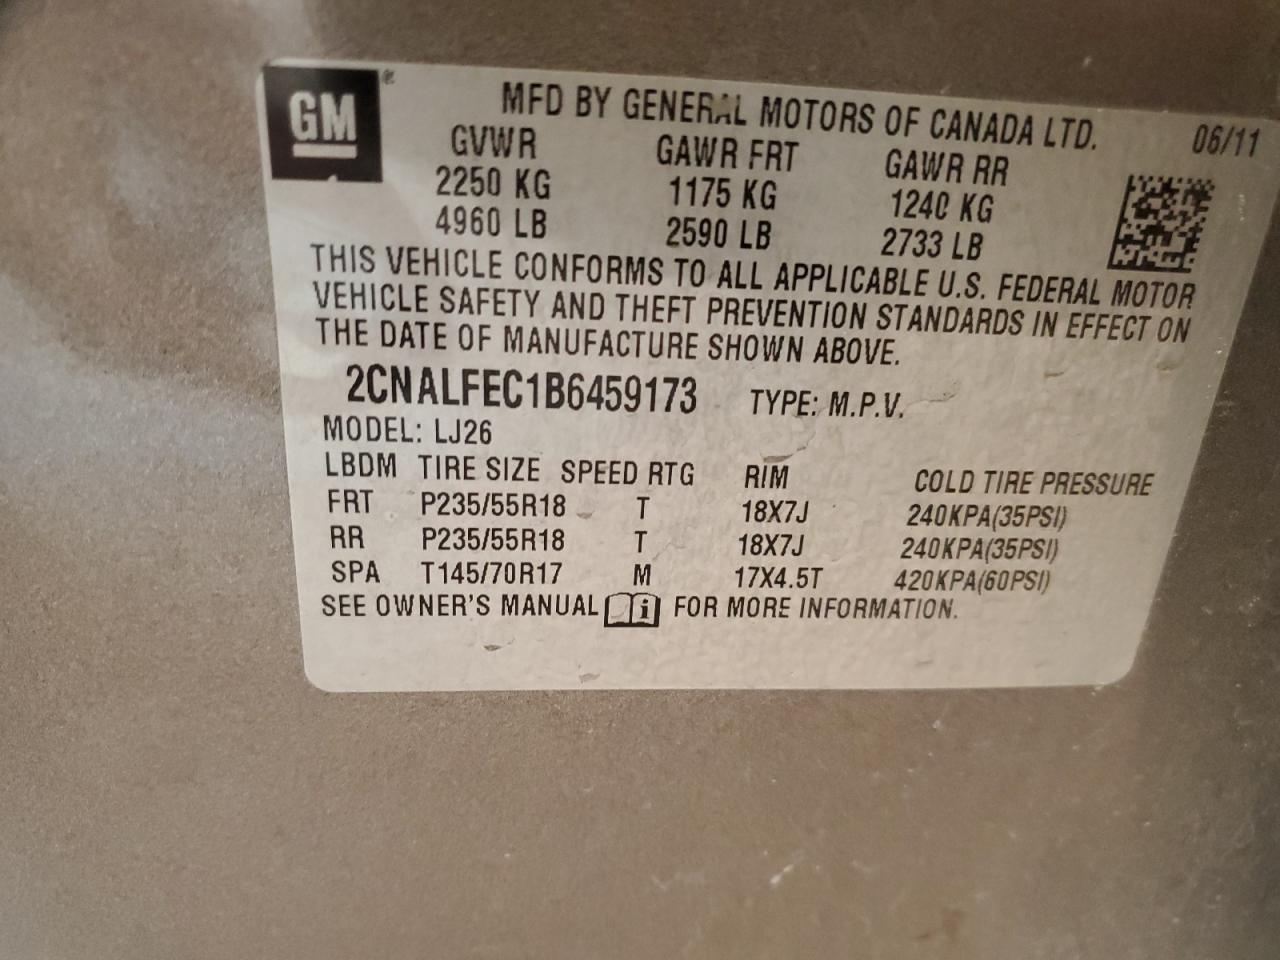 GM®
MFD BY GENERAL MOTORS OF CANADA LTD. 06/11
GVWR GAWR FRT GAWR RR
2250 KG 1175 KG 1240 KG
4960 LB 2590 LB 2733 LB
THIS VEHICLE CONFORMS TO ALL APPLICABLE U.S. FEDERAL MOTOR
VEHICLE SAFETY AND THEFT PREVENTION STANDARDS IN EFFECT ON
THE DATE OF MANUFACTURE SHOWN ABOVE.
2CNALFEC1B6459173 TYPE: M.P.V.
MODEL: LJ26
LBDM TIRE SIZE SPEED RTG RIM COLD TIRE PRESSURE
FRT P235/55R18 T 18X7J 240KPA(35PSI)
RR P235/55R18 T 18X7J 240KPA(35PSI)
SPA T145/70R17 M 17X4.5T 420KPA(60PSI)
SEE OWNER'S MANUAL i FOR MORE INFORMATION.